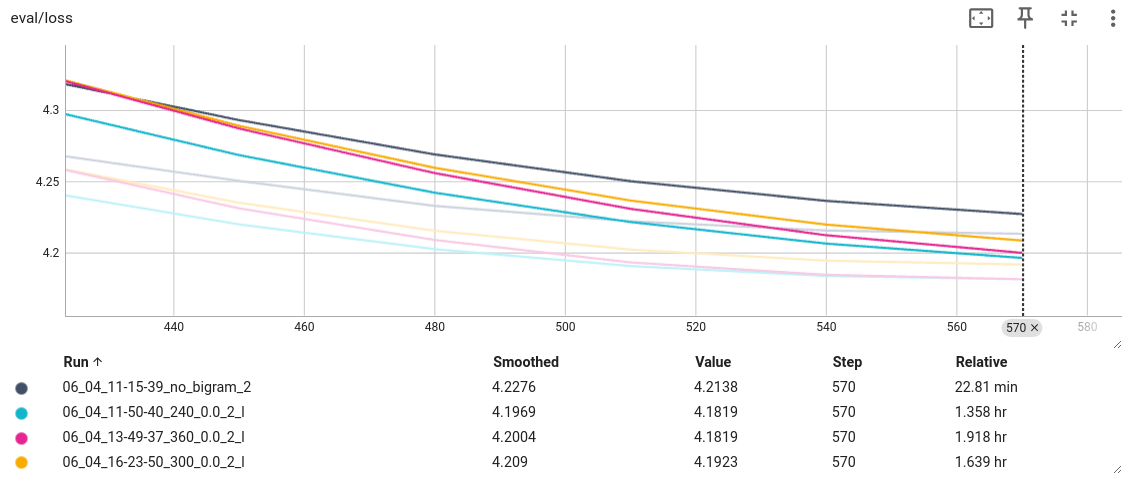 eval/loss
4.3
4.25
4.2
440 460 480 500 520 540 560 570 × 580
Run ↑ Smoothed Value Step Relative
06_04_11-15-39_no_bigram_2 4.2276 4.2138 570 22.81 min
06_04_11-50-40_240_0.0_2_l 4.1969 4.1819 570 1.358 hr
06_04_13-49-37_360_0.0_2_l 4.2004 4.1819 570 1.918 hr
06_04_16-23-50_300_0.0_2_l 4.209 4.1923 570 1.639 hr